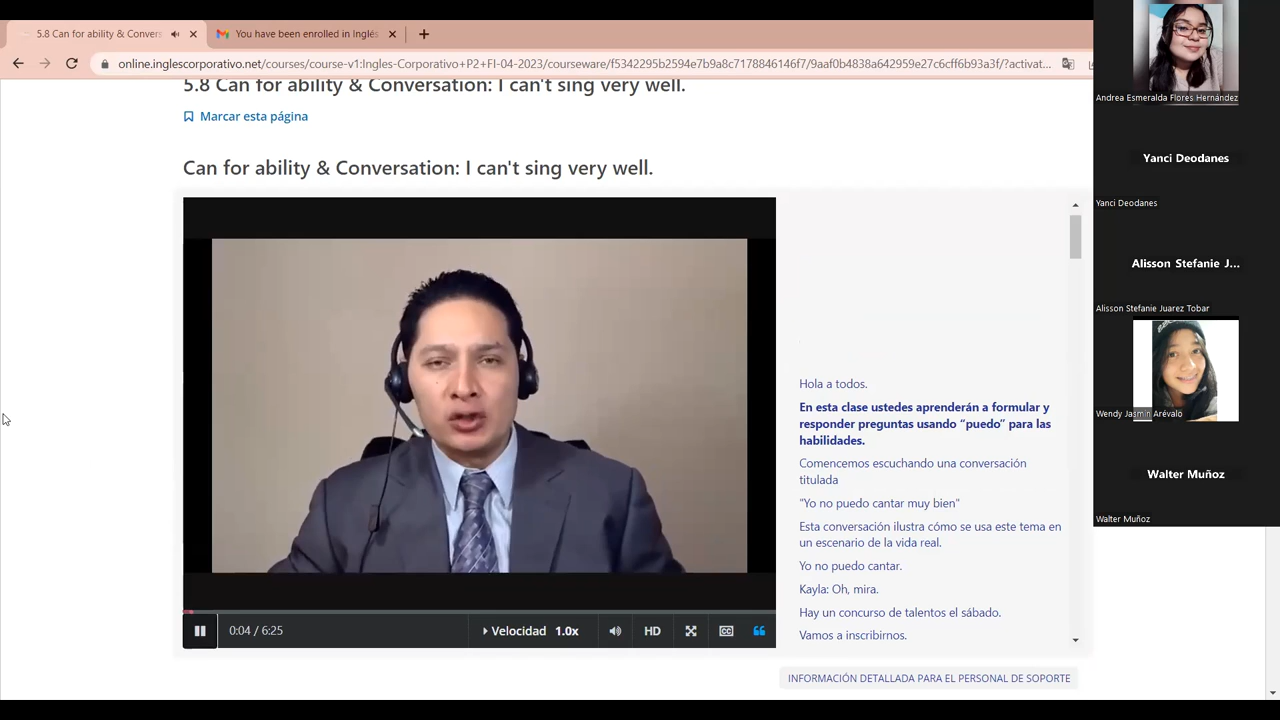 5.8 Can for ability & Convers
You have been enrolled in Inglés
online.inglescorporativo.net/courses/course-v1:Ingles-Corporativo+P2+FI-04-2023/courseware/f5342295b2594e7b9a8c7178846146f7/9aaf0b4838a642959e27c6ff6b93a3f/?activat...
5.8 Can for ability & Conversation: I can't sing very well.
Marcar esta página
Can for ability & Conversation: I can't sing very well.
Hola a todos.
En esta clase ustedes aprenderán a formular y
responder preguntas usando “puedo” para las
habilidades.
Comencemos escuchando una conversación
titulada
"Yo no puedo cantar muy bien"
Esta conversación ilustra cómo se usa este tema en
un escenario de la vida real.
Yo no puedo cantar.
Kayla: Oh, mira.
Hay un concurso de talentos el sábado.
Vamos a inscribirnos.
0:04 / 6:25
Velocidad 1.0x
HD
CC
INFORMACIÓN DETALLADA PARA EL PERSONAL DE SOPORTE
Andrea Esmeralda Flores Hernández
Yanci Deodanes
Yanci Deodanes
Alisson Stefanie J...
Alisson Stefanie Juarez Tobar
Wendy Jasmin Arévalo
Walter Muñoz
Walter Muñoz